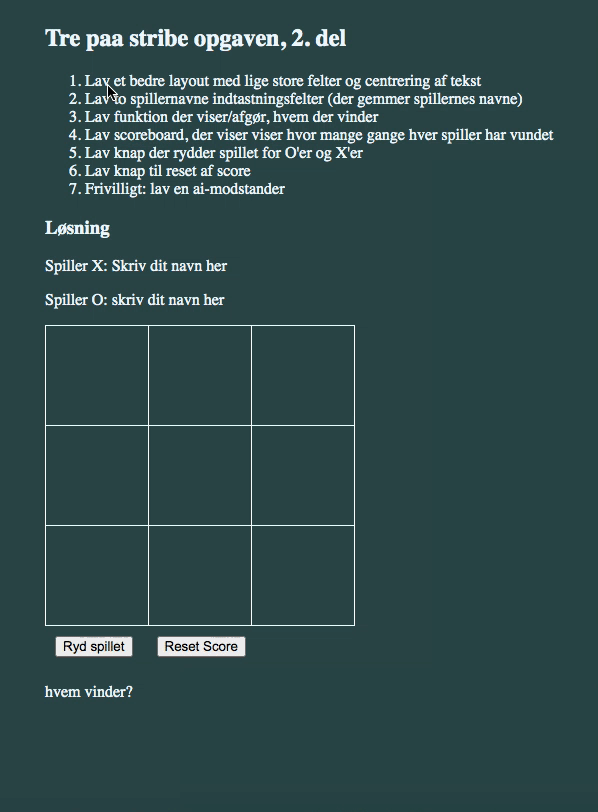 Tre paa stribe opgaven, 2. del
1. Lav et bedre layout med lige store felter og centrering af tekst
2. Lav to spillernavne indtastningsfelter (der gemmer spillernes navne)
3. Lav funktion der viser/afgør, hvem der vinder
4. Lav scoreboard, der viser viser hvor mange gange hver spiller har vundet
5. Lav knap der rydder spillet for O'er og X'er
6. Lav knap til reset af score
7. Frivilligt: lav en ai-modstander
Løsning
Spiller X: Skriv dit navn her
Spiller O: skriv dit navn her
Ryd spillet Reset Score
hvem vinder?